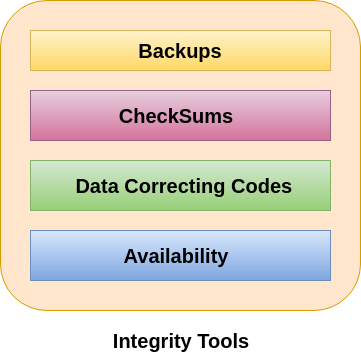 Backups
CheckSums
Data Correcting Codes
Availability
Integrity Tools